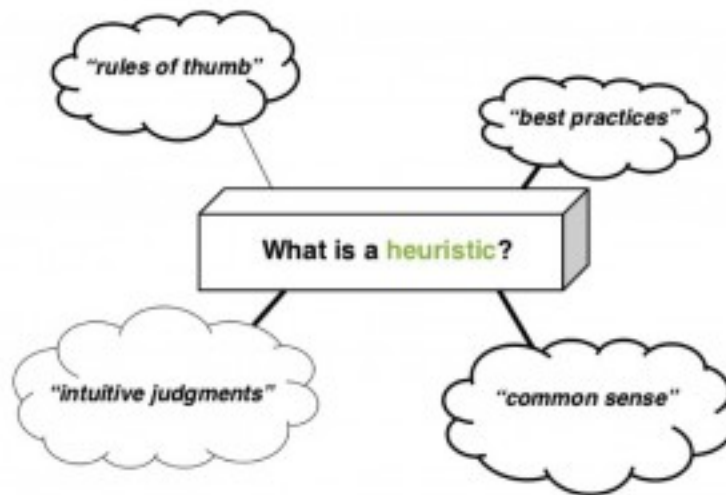 “rules of thumb”
“best practices”
What is a heuristic?
“intuitive judgments”
“common sense”